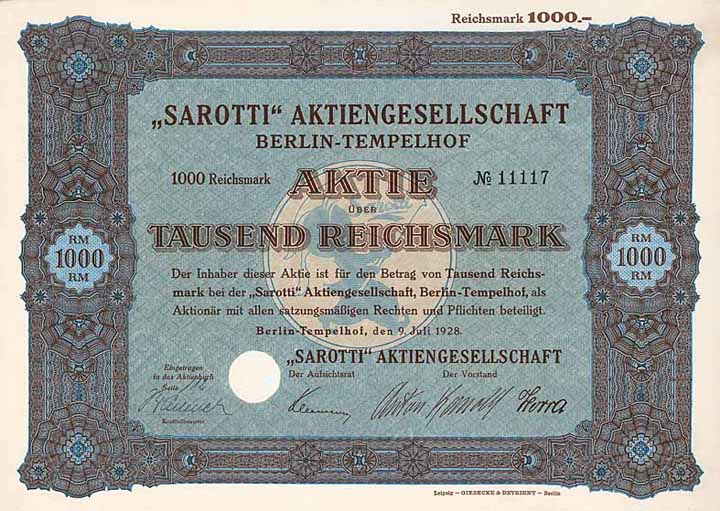 Reichsmark 1000.–
„SAROTTI“ AKTIENGESELLSCHAFT
BERLIN-TEMPELHOF
1000 Reichsmark AKTIE № 11117
ÜBER
TAUSEND REICHSMARK
RM
1000
RM
RM
1000
RM
Der Inhaber dieser Aktie ist für den Betrag von Tausend Reichs-
mark bei der „Sarotti“ Aktiengesellschaft, Berlin-Tempelhof, als
Aktionär mit allen satzungsmäßigen Rechten und Pflichten beteiligt.
Berlin-Tempelhof, den 9. Juli 1928.
„SAROTTI“ AKTIENGESELLSCHAFT
Der Aufsichtsrat Der Vorstand
Eingetragen
in das Aktienbuch
Seite
Kontrollbeamter
Leipzig — GIESECKE & DEVRIENT — Berlin